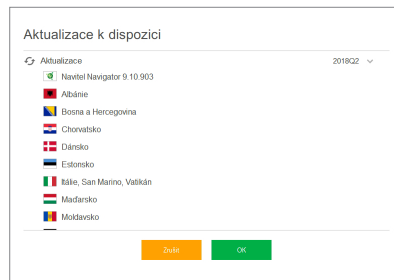 Aktualizace k dispozici
Aktualizace 2018Q2
Navitel Navigator 9.10.903
Albánie
Bosna a Hercegovina
Chorvatsko
Dánsko
Estonsko
Itálie, San Marino, Vatikán
Maďarsko
Moldavsko
Zrušit OK